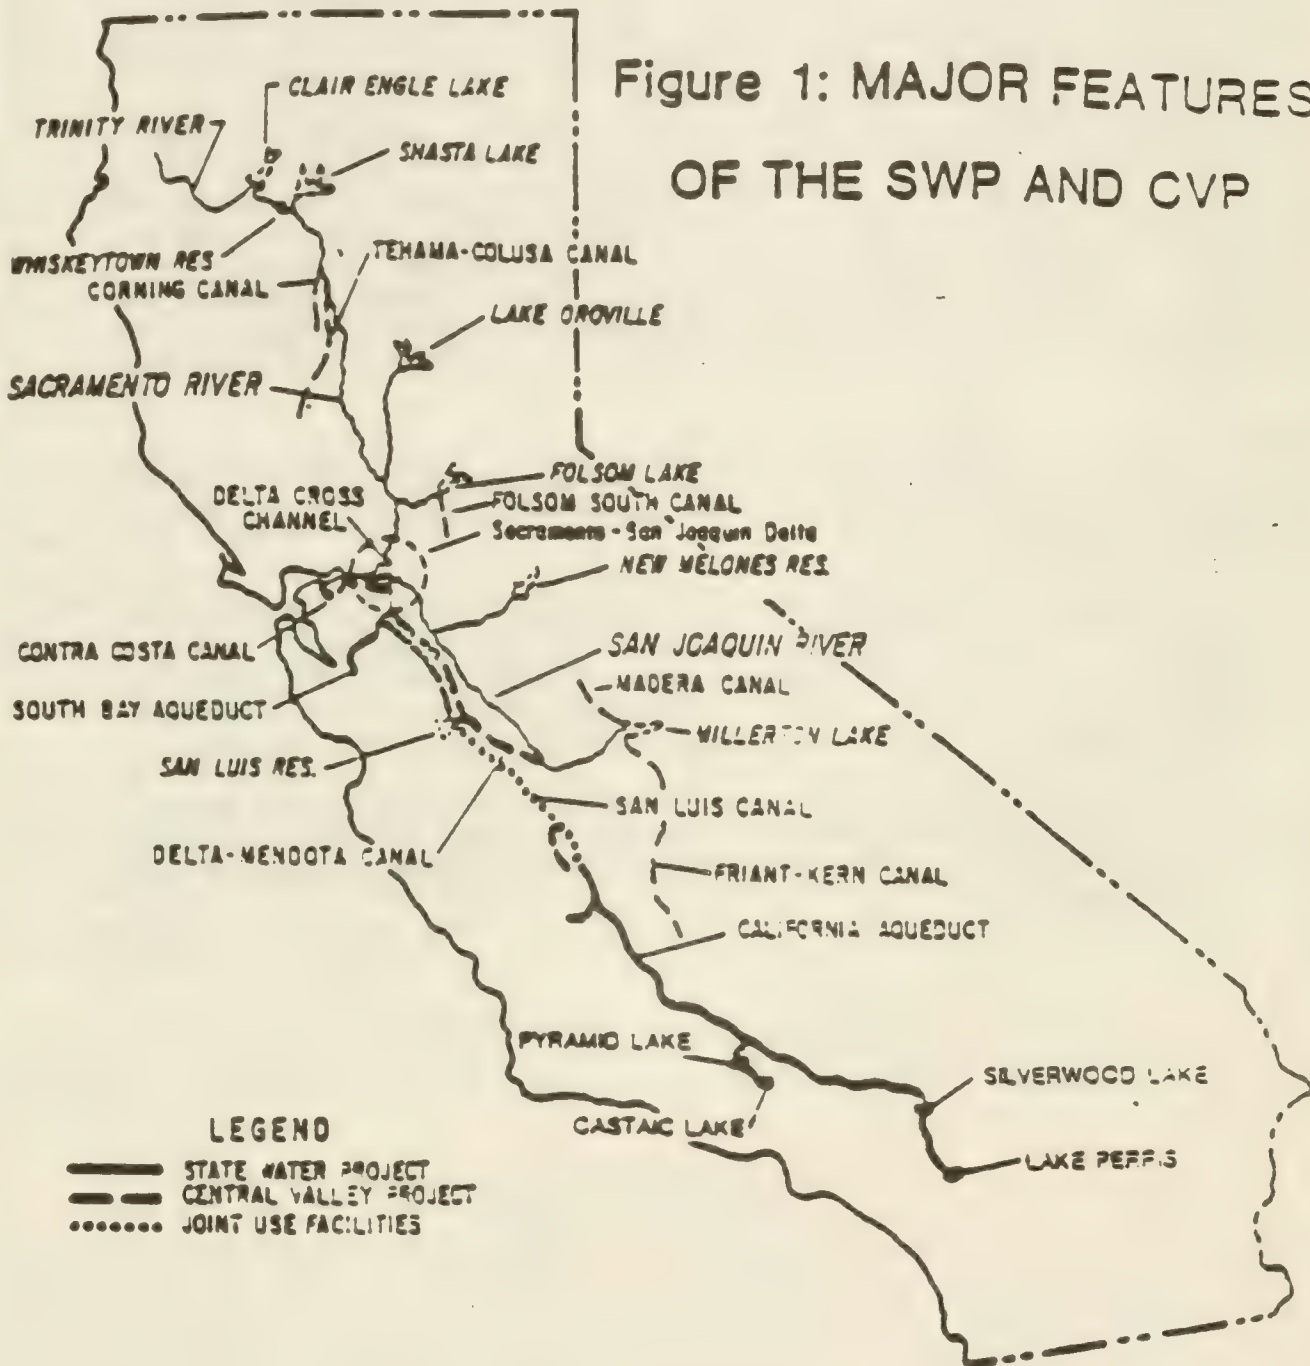 Figure 1: MAJOR FEATURES
OF THE SWP AND CVP
CLAIR ENGLE LAKE
TRINITY RIVER
SHASTA LAKE
WHISKEYTOWN RES
TEHAMA-COLUSA CANAL
CORNING CANAL
LAKE OROVILLE
SACRAMENTO RIVER
FOLSOM LAKE
DELTA CROSS
CHANNEL
FOLSOM SOUTH CANAL
Sacramento-San Joaquin Delta
NEW MELONES RES.
CONTRA COSTA CANAL
SAN JOAQUIN RIVER
MADERA CANAL
SOUTH BAY AQUEDUCT
MILLERTON LAKE
SAN LUIS RES.
SAN LUIS CANAL
DELTA-MENDOTA CANAL
FRIANT-KERN CANAL
CALIFORNIA AQUEDUCT
PYRAMID LAKE
SILVERWOOD LAKE
CASTAIC LAKE
LAKE PERRIS
LEGEND
STATE WATER PROJECT
CENTRAL VALLEY PROJECT
JOINT USE FACILITIES